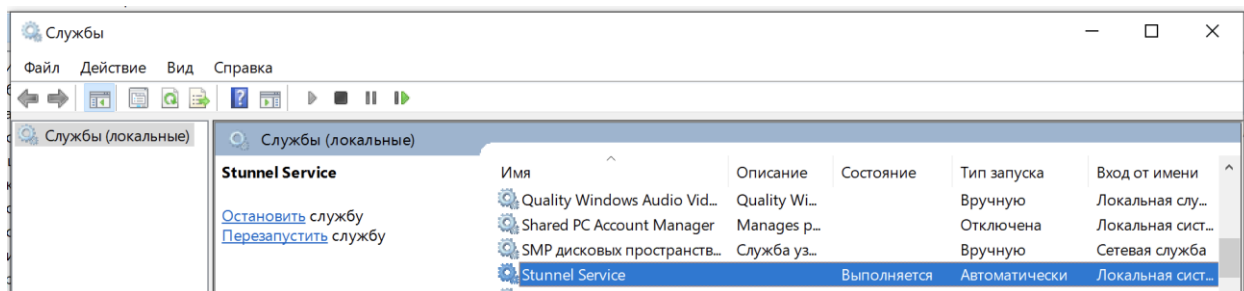 Службы
Файл Действие Вид Справка
Службы (локальные)
Службы (локальные)
Stunnel Service
Остановить службу
Перезапустить службу
Имя Описание Состояние Тип запуска Вход от имени
Quality Windows Audio Vid... Quality Wi... Вручную Локальная слу...
Shared PC Account Manager Manages p... Отключена Локальная сист...
SMP дисковых пространств... Служба уз... Вручную Сетевая служба
Stunnel Service Выполняется Автоматически Локальная сист...